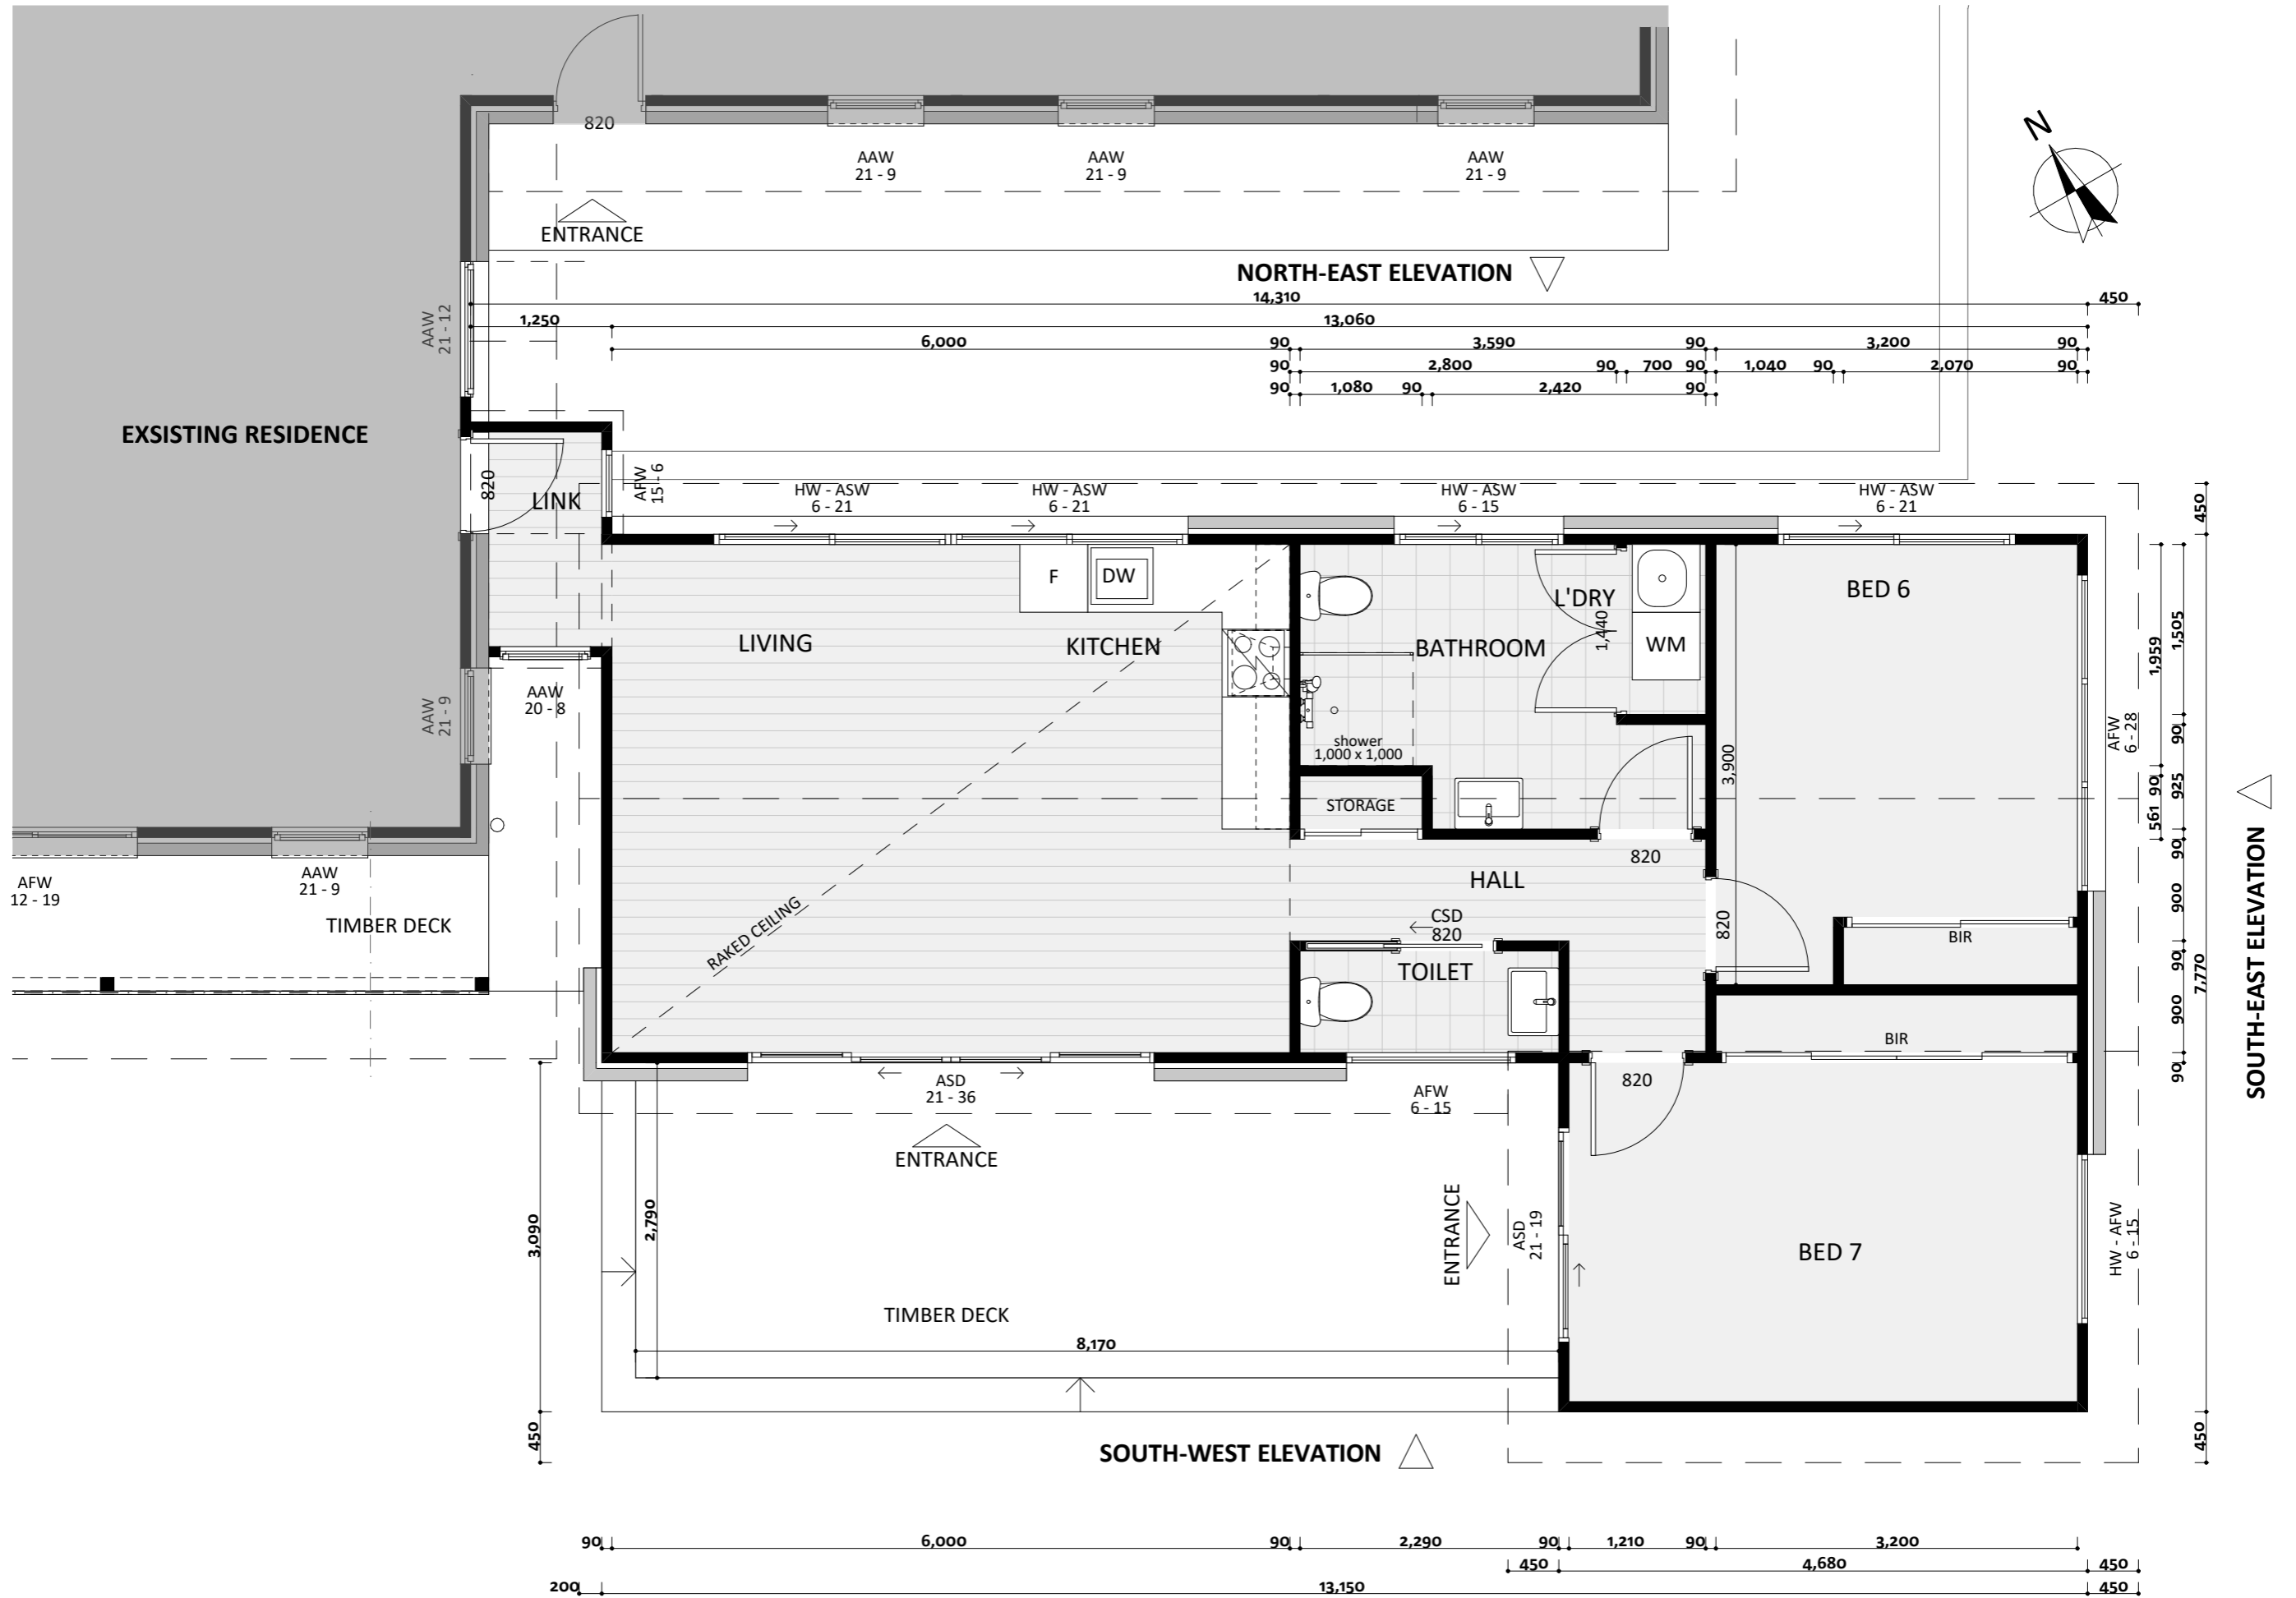 820
AAW
21 - 9
AAW
21 - 9
AAW
21 - 9
N
ENTRANCE
NORTH-EAST ELEVATION
14,310
450
1,250
13,060
6,000
90
3,590
90
3,200
90
90
2,800
90
700
90
1,040
90
2,070
90
90
1,080
90
2,420
90
AAW
21 - 12
EXSISTING RESIDENCE
820
LINK
AFW
15 - 6
HW - ASW
6 - 21
HW - ASW
6 - 21
HW - ASW
6 - 15
HW - ASW
6 - 21
450
F
DW
L'DRY
BED 6
LIVING
KITCHEN
BATHROOM
1,440
WM
1,959
1,505
AAW
20 - 8
AAW
21 - 9
AFW
6 - 28
90
shower
1,000 x 1,000
3,900
STORAGE
90
925
561
820
90
HALL
AFW
12 - 19
AAW
21 - 9
TIMBER DECK
RAKED CEILING
CSD
820
820
BIR
900
90
TOILET
7,770
SOUTH-EAST ELEVATION
900
BIR
90
820
ASD
21 - 36
AFW
6 - 15
ENTRANCE
ENTRANCE
ASD
21 - 19
3,090
2,790
BED 7
HW - AFW
6 - 15
TIMBER DECK
8,170
450
450
SOUTH-WEST ELEVATION
90
6,000
90
2,290
90
1,210
90
3,200
450
4,680
450
200
13,150
450